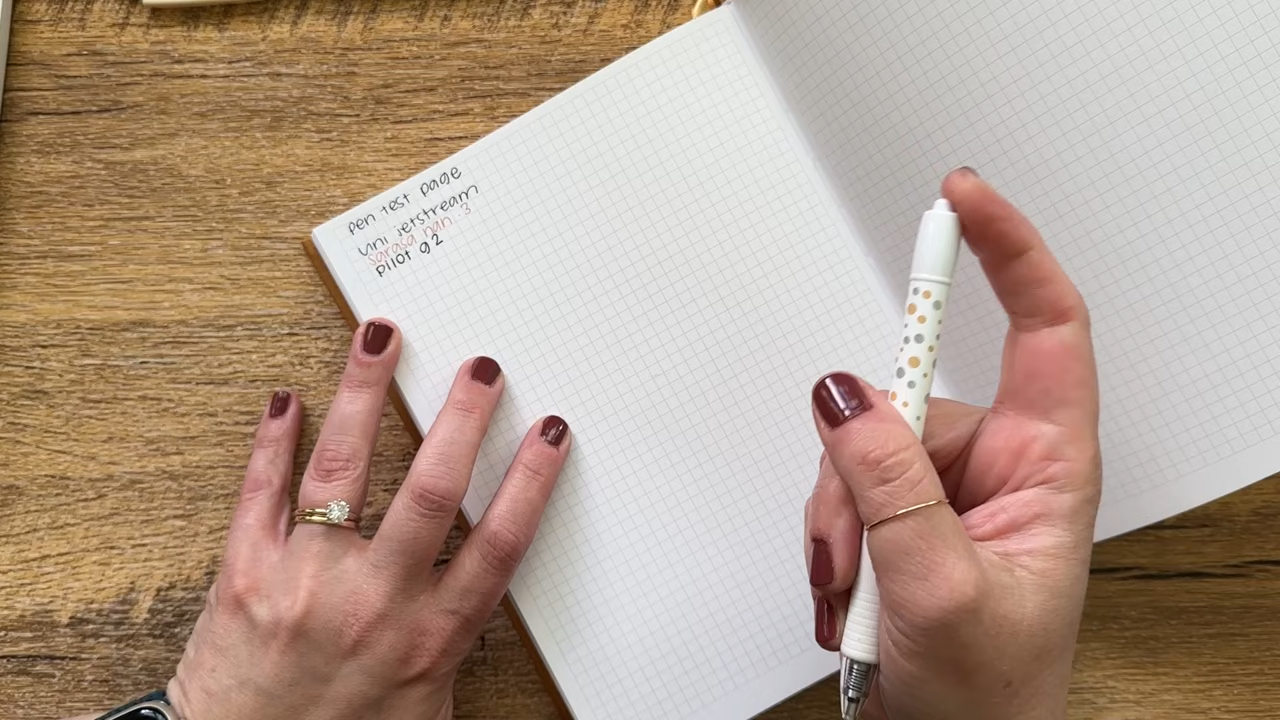 pen test page
uni jetstream
sarasa nan .3
pilot g2